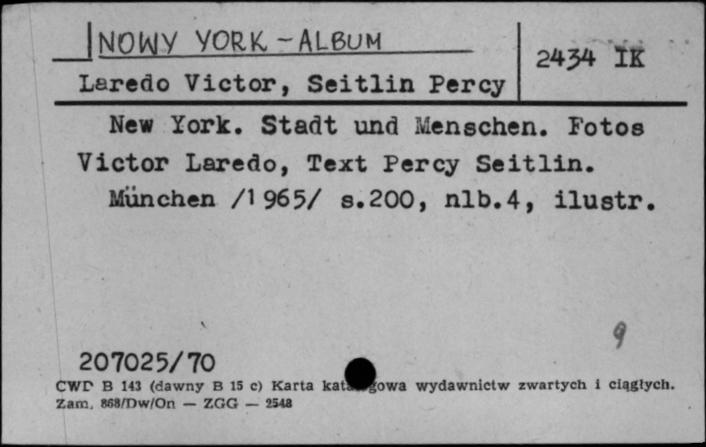 NOWY YORK - ALBUM
2434 IK
Laredo Victor, Seitlin Percy
New York. Stadt und Menschen. Fotos
Victor Laredo, Text Percy Seitlin.
München /1965/ s.200, nlb.4, ilustr.
9
207025/70
CWD B 143 (dawny B 15 c) Karta katalogowa wydawnictw zwartych i ciągłych.
Zam. 868/Dw/On — ZGG — 2548